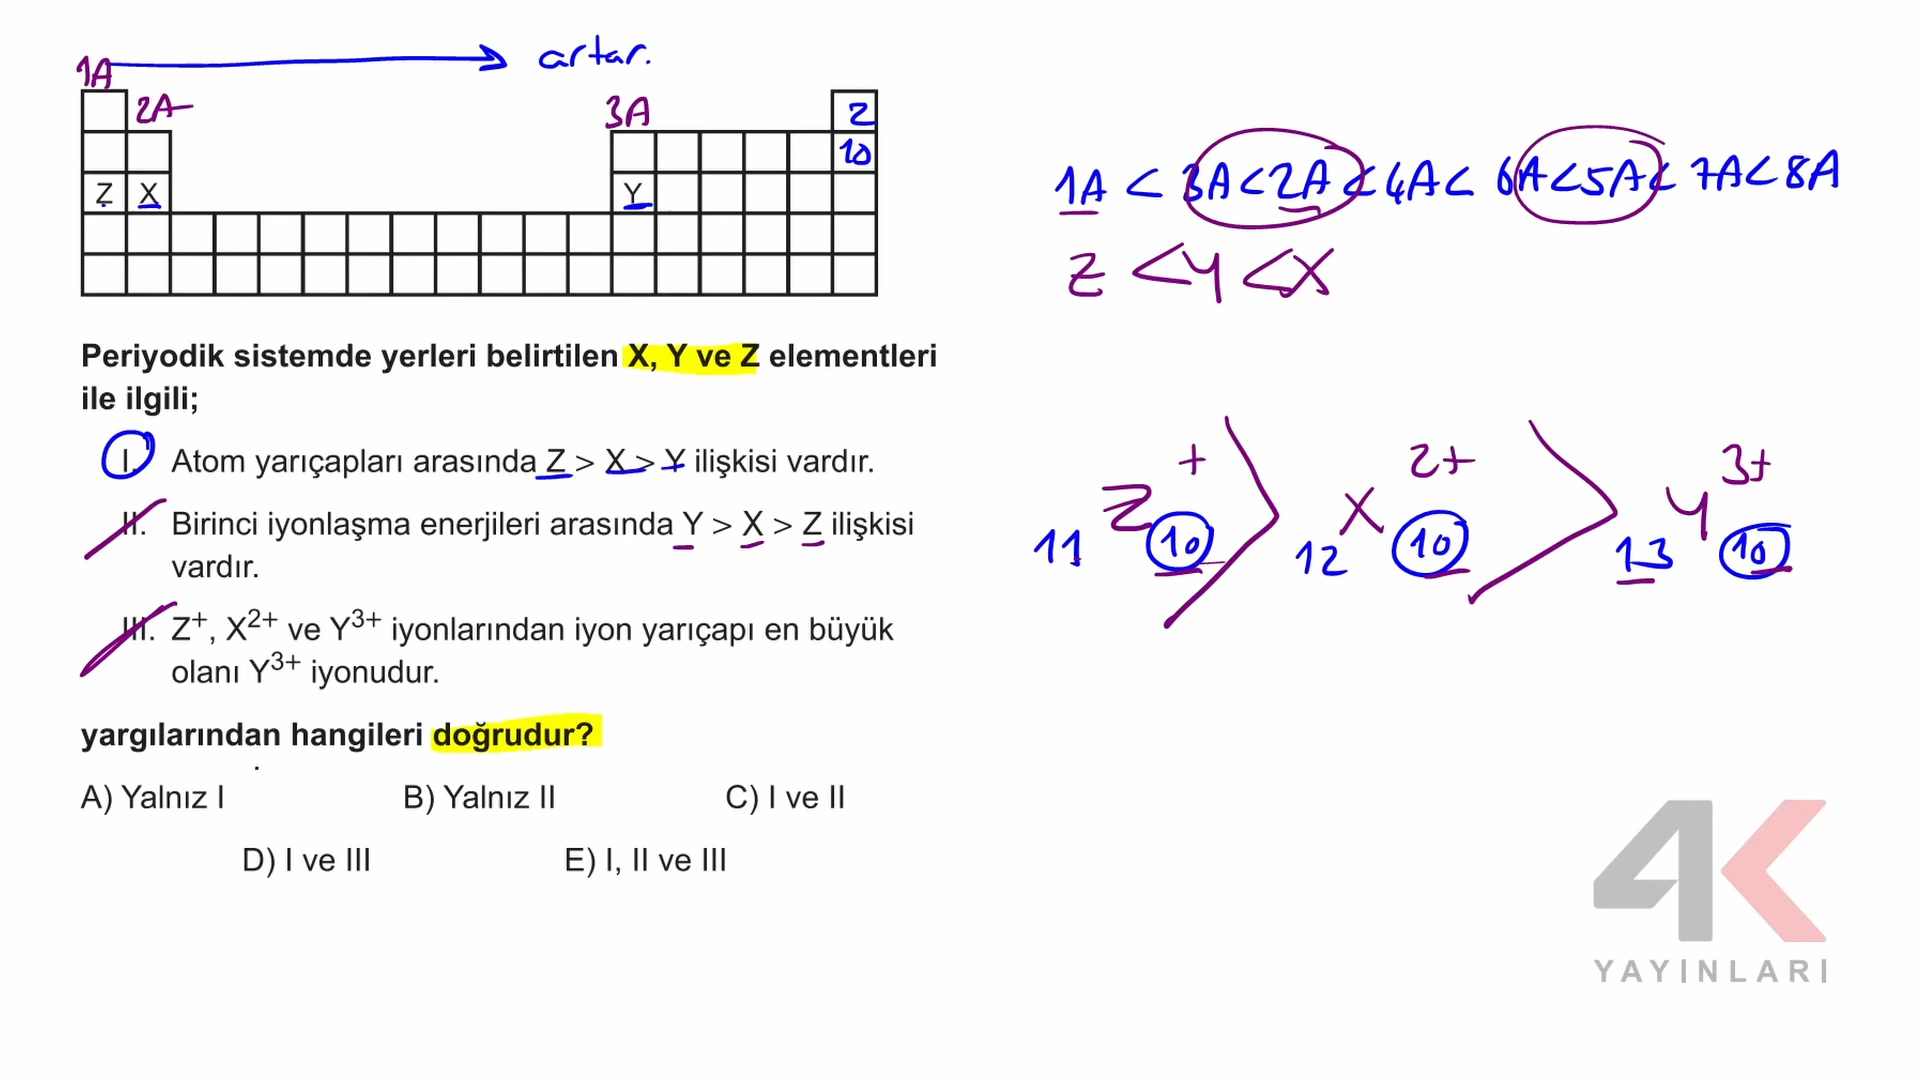 1A artar.
2A 3A 2
10
Z X Y
1A < 3A < 2A < 4A < 6A < 5A < 7A < 8A
Z < Y < X
Periyodik sistemde yerleri belirtilen X, Y ve Z elementleri
ile ilgili;
I. Atom yarıçapları arasında Z > X > Y ilişkisi vardır.
II. Birinci iyonlaşma enerjileri arasında Y > X > Z ilişkisi
vardır.
III. Z⁺, X²⁺ ve Y³⁺ iyonlarından iyon yarıçapı en büyük
olanı Y³⁺ iyonudur.
yargılarından hangileri doğrudur?
A) Yalnız I B) Yalnız II C) I ve II
D) I ve III E) I, II ve III
+ 2+ 3+
Z > X > Y
11 10 12 10 13 10
4K
YAYINLARI